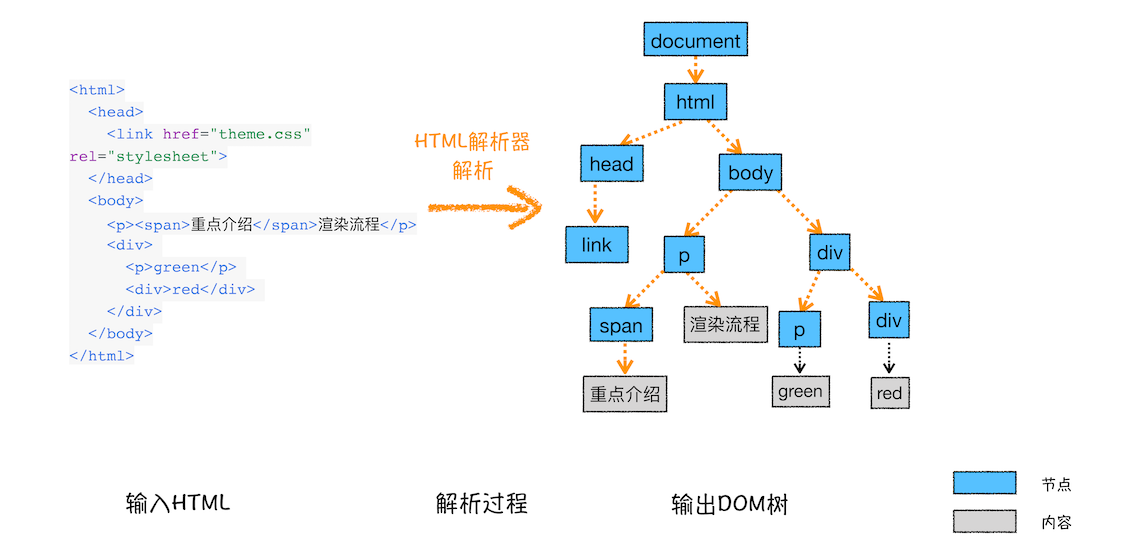 <html>
<head>
<link href="theme.css"
rel="stylesheet">
</head>
<body>
<p><span>重点介绍</span>渲染流程</p>
<div>
<p>green</p>
<div>red</div>
</div>
</body>
</html>
HTML解析器
解析
document
html
head
body
link
p
div
span
渲染流程
p
div
重点介绍
green
red
输入HTML
解析过程
输出DOM树
节点
内容